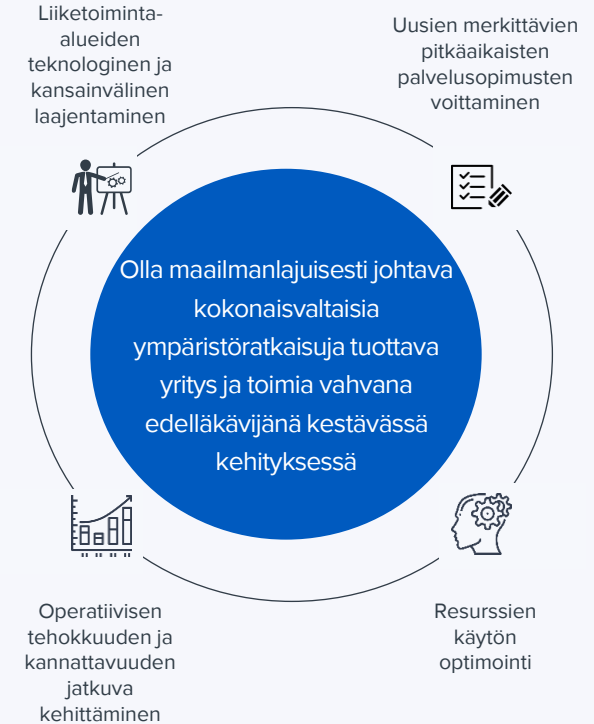 Liiketoiminta-
alueiden
teknologinen ja
kansainvälinen
laajentaminen
Uusien merkittävien
pitkäaikaisten
palvelusopimusten
voittaminen
Olla maailmanlajuisesti johtava
kokonaisvaltaisia
ympäristöratkaisuja tuottava
yritys ja toimia vahvana
edelläkävijänä kestävässä
kehityksessä
Operatiivisen
tehokkuuden ja
kannattavuuden
jatkuva
kehittäminen
Resurssien
käytön
optimointi